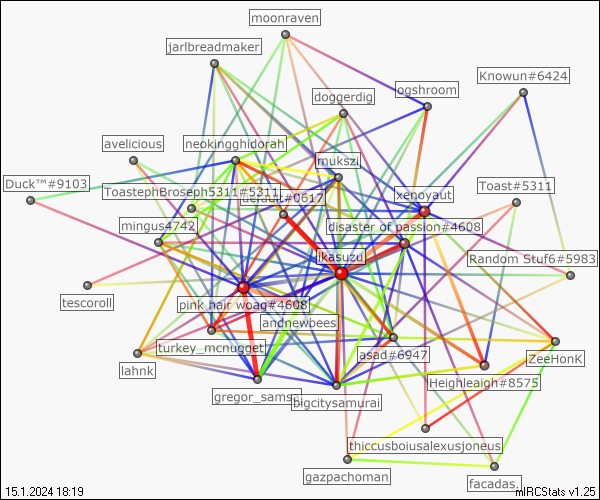 moonraven
jarlbreadmaker
Knowun#6424
doggerdig
ogshroom
avelicious
neokingghidorah
mukszi
Duck™#9103
ToastephBroseph5311#5311
default#0617
xenoyaut
Toast#5311
mingus4742
disaster of passion#4608
jikasuzu
Random Stuf6#5983
tescoroll
pink hair woag#4608
andnewbees
turkey_mcnugget
asad#6947
lahnk
ZeeHonK
gregor_samsa
bigcitysamurai
Heighleaigh#8575
thiccusboiusalexusjoneus
gazpachoman
facadas.
15.1.2024 18:19
mIRCStats v1.25